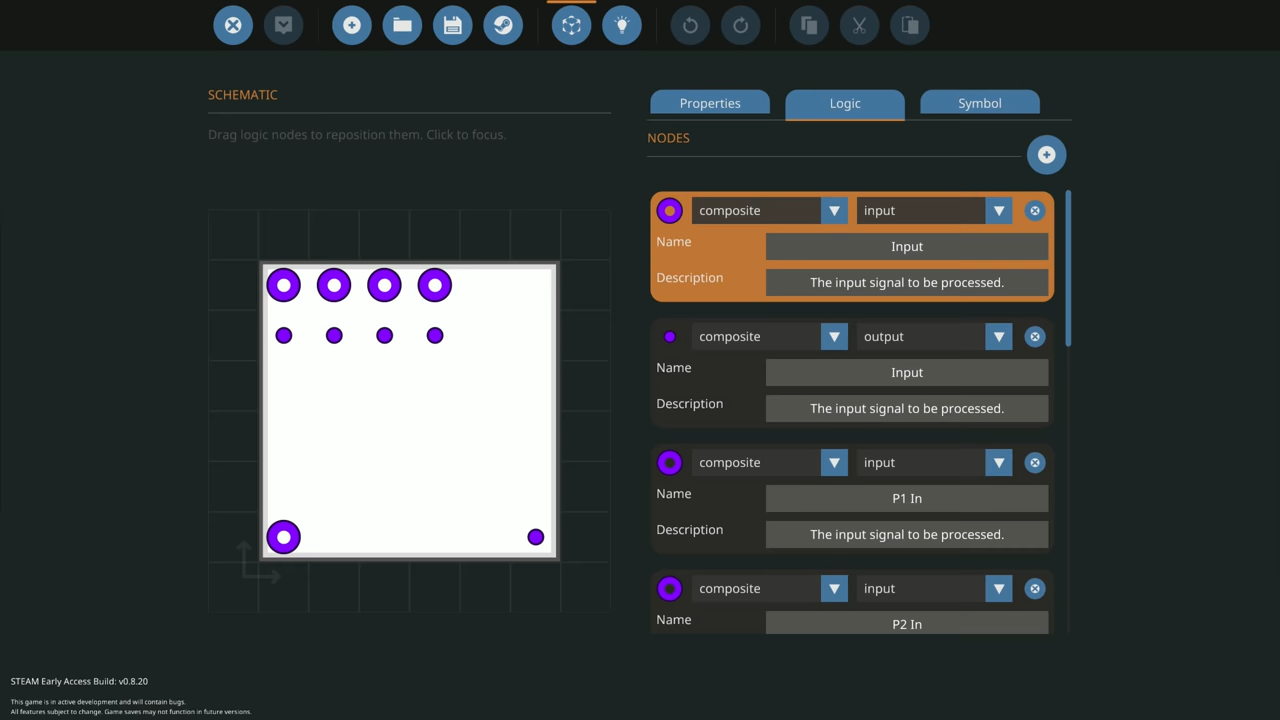 SCHEMATIC
Drag logic nodes to reposition them. Click to focus.
Properties
Logic
Symbol
NODES
composite
input
Name
Input
Description
The input signal to be processed.
composite
output
Name
Input
Description
The input signal to be processed.
composite
input
Name
P1 In
Description
The input signal to be processed.
composite
input
Name
P2 In
STEAM Early Access Build: v0.8.20
This game is in active development and will contain bugs.
All features subject to change. Game saves may not function in future versions.